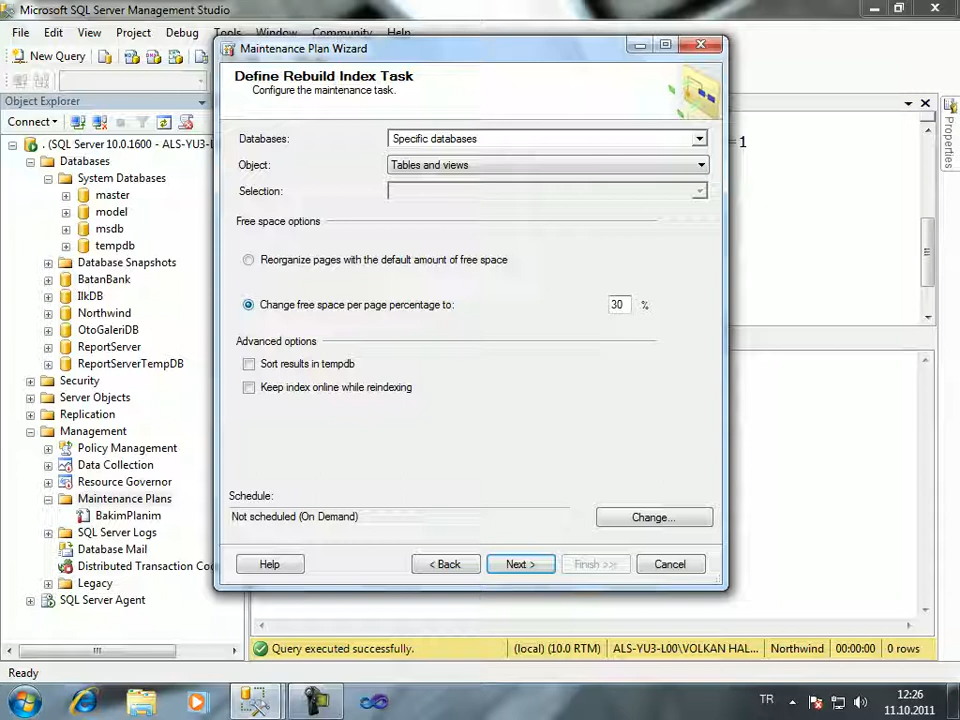 Microsoft SQL Server Management Studio
File Edit View Project Debug Tools Window Community Help
New Query
Object Explorer
Connect
. (SQL Server 10.0.1600 - ALS-YU3-L
Databases
System Databases
master
model
msdb
tempdb
Database Snapshots
BatanBank
IlkDB
Northwind
OtoGaleriDB
ReportServer
ReportServerTempDB
Security
Server Objects
Replication
Management
Policy Management
Data Collection
Resource Governor
Maintenance Plans
BakimPlanim
SQL Server Logs
Database Mail
Distributed Transaction Coo
Legacy
SQL Server Agent
Maintenance Plan Wizard
Define Rebuild Index Task
Configure the maintenance task.
Databases: Specific databases
Object: Tables and views
Selection:
Free space options
Reorganize pages with the default amount of free space
Change free space per page percentage to: 30 %
Advanced options
Sort results in tempdb
Keep index online while reindexing
Schedule:
Not scheduled (On Demand) Change...
Help < Back Next > Finish >>| Cancel
=1
Properties
Query executed successfully. (local) (10.0 RTM) ALS-YU3-L00\VOLKAN HAL... Northwind 00:00:00 0 rows
Ready
TR
12:26
11.10.2011